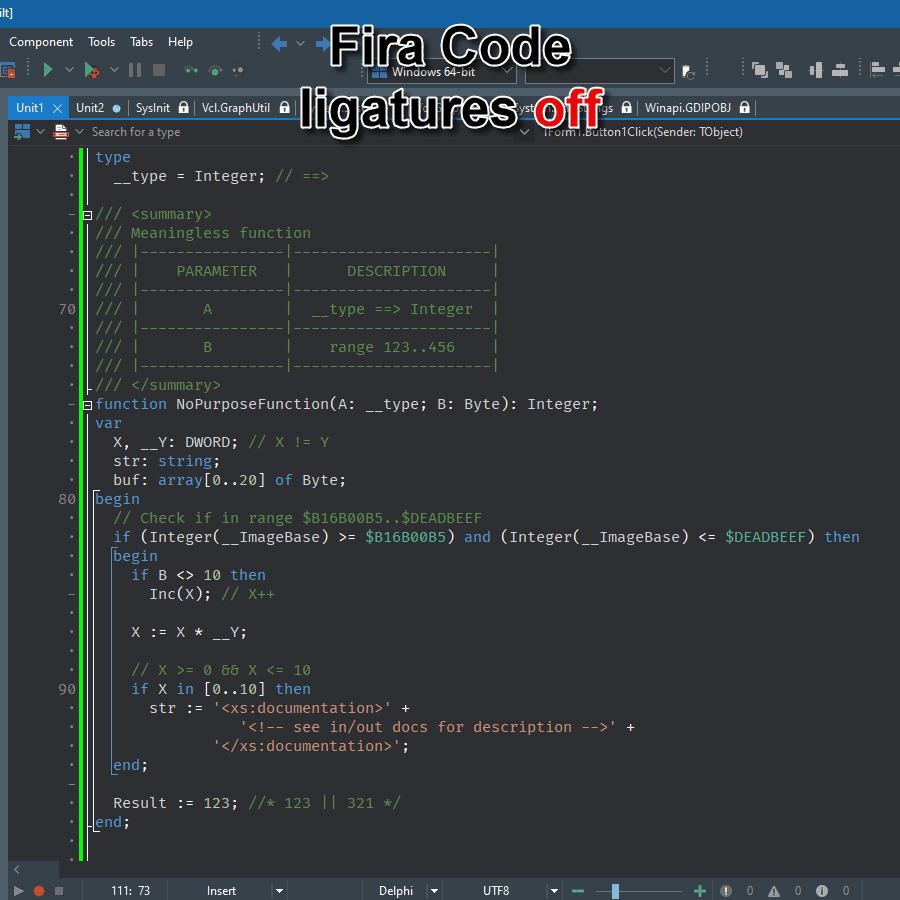 ilt]
Component Tools Tabs Help
Fira Code
ligatures off
Windows 64-bit
Unit1 Unit2 SysInit Vcl.GraphUtil Winapi.GDIPOBJ
Search for a type
TForm1.Button1Click(Sender: TObject)
type
__type = Integer; // ==>
/// <summary>
/// Meaningless function
/// |----------------|----------------------|
/// |    PARAMETER   |      DESCRIPTION     |
/// |----------------|----------------------|
70 /// |       A        |  __type ==> Integer  |
/// |----------------|----------------------|
/// |       B        |    range 123..456    |
/// |----------------|----------------------|
/// </summary>
function NoPurposeFunction(A: __type; B: Byte): Integer;
var
X, __Y: DWORD; // X != Y
str: string;
buf: array[0..20] of Byte;
80 begin
// Check if in range $B16B00B5..$DEADBEEF
if (Integer(__ImageBase) >= $B16B00B5) and (Integer(__ImageBase) <= $DEADBEEF) then
begin
if B <> 10 then
Inc(X); // X++
X := X * __Y;
// X >= 0 && X <= 10
90 if X in [0..10] then
str := '<xs:documentation>' +
'<!-- see in/out docs for description -->' +
'</xs:documentation>';
end;
Result := 123; //* 123 || 321 */
end;
111: 73 Insert Delphi UTF8 0 0 0